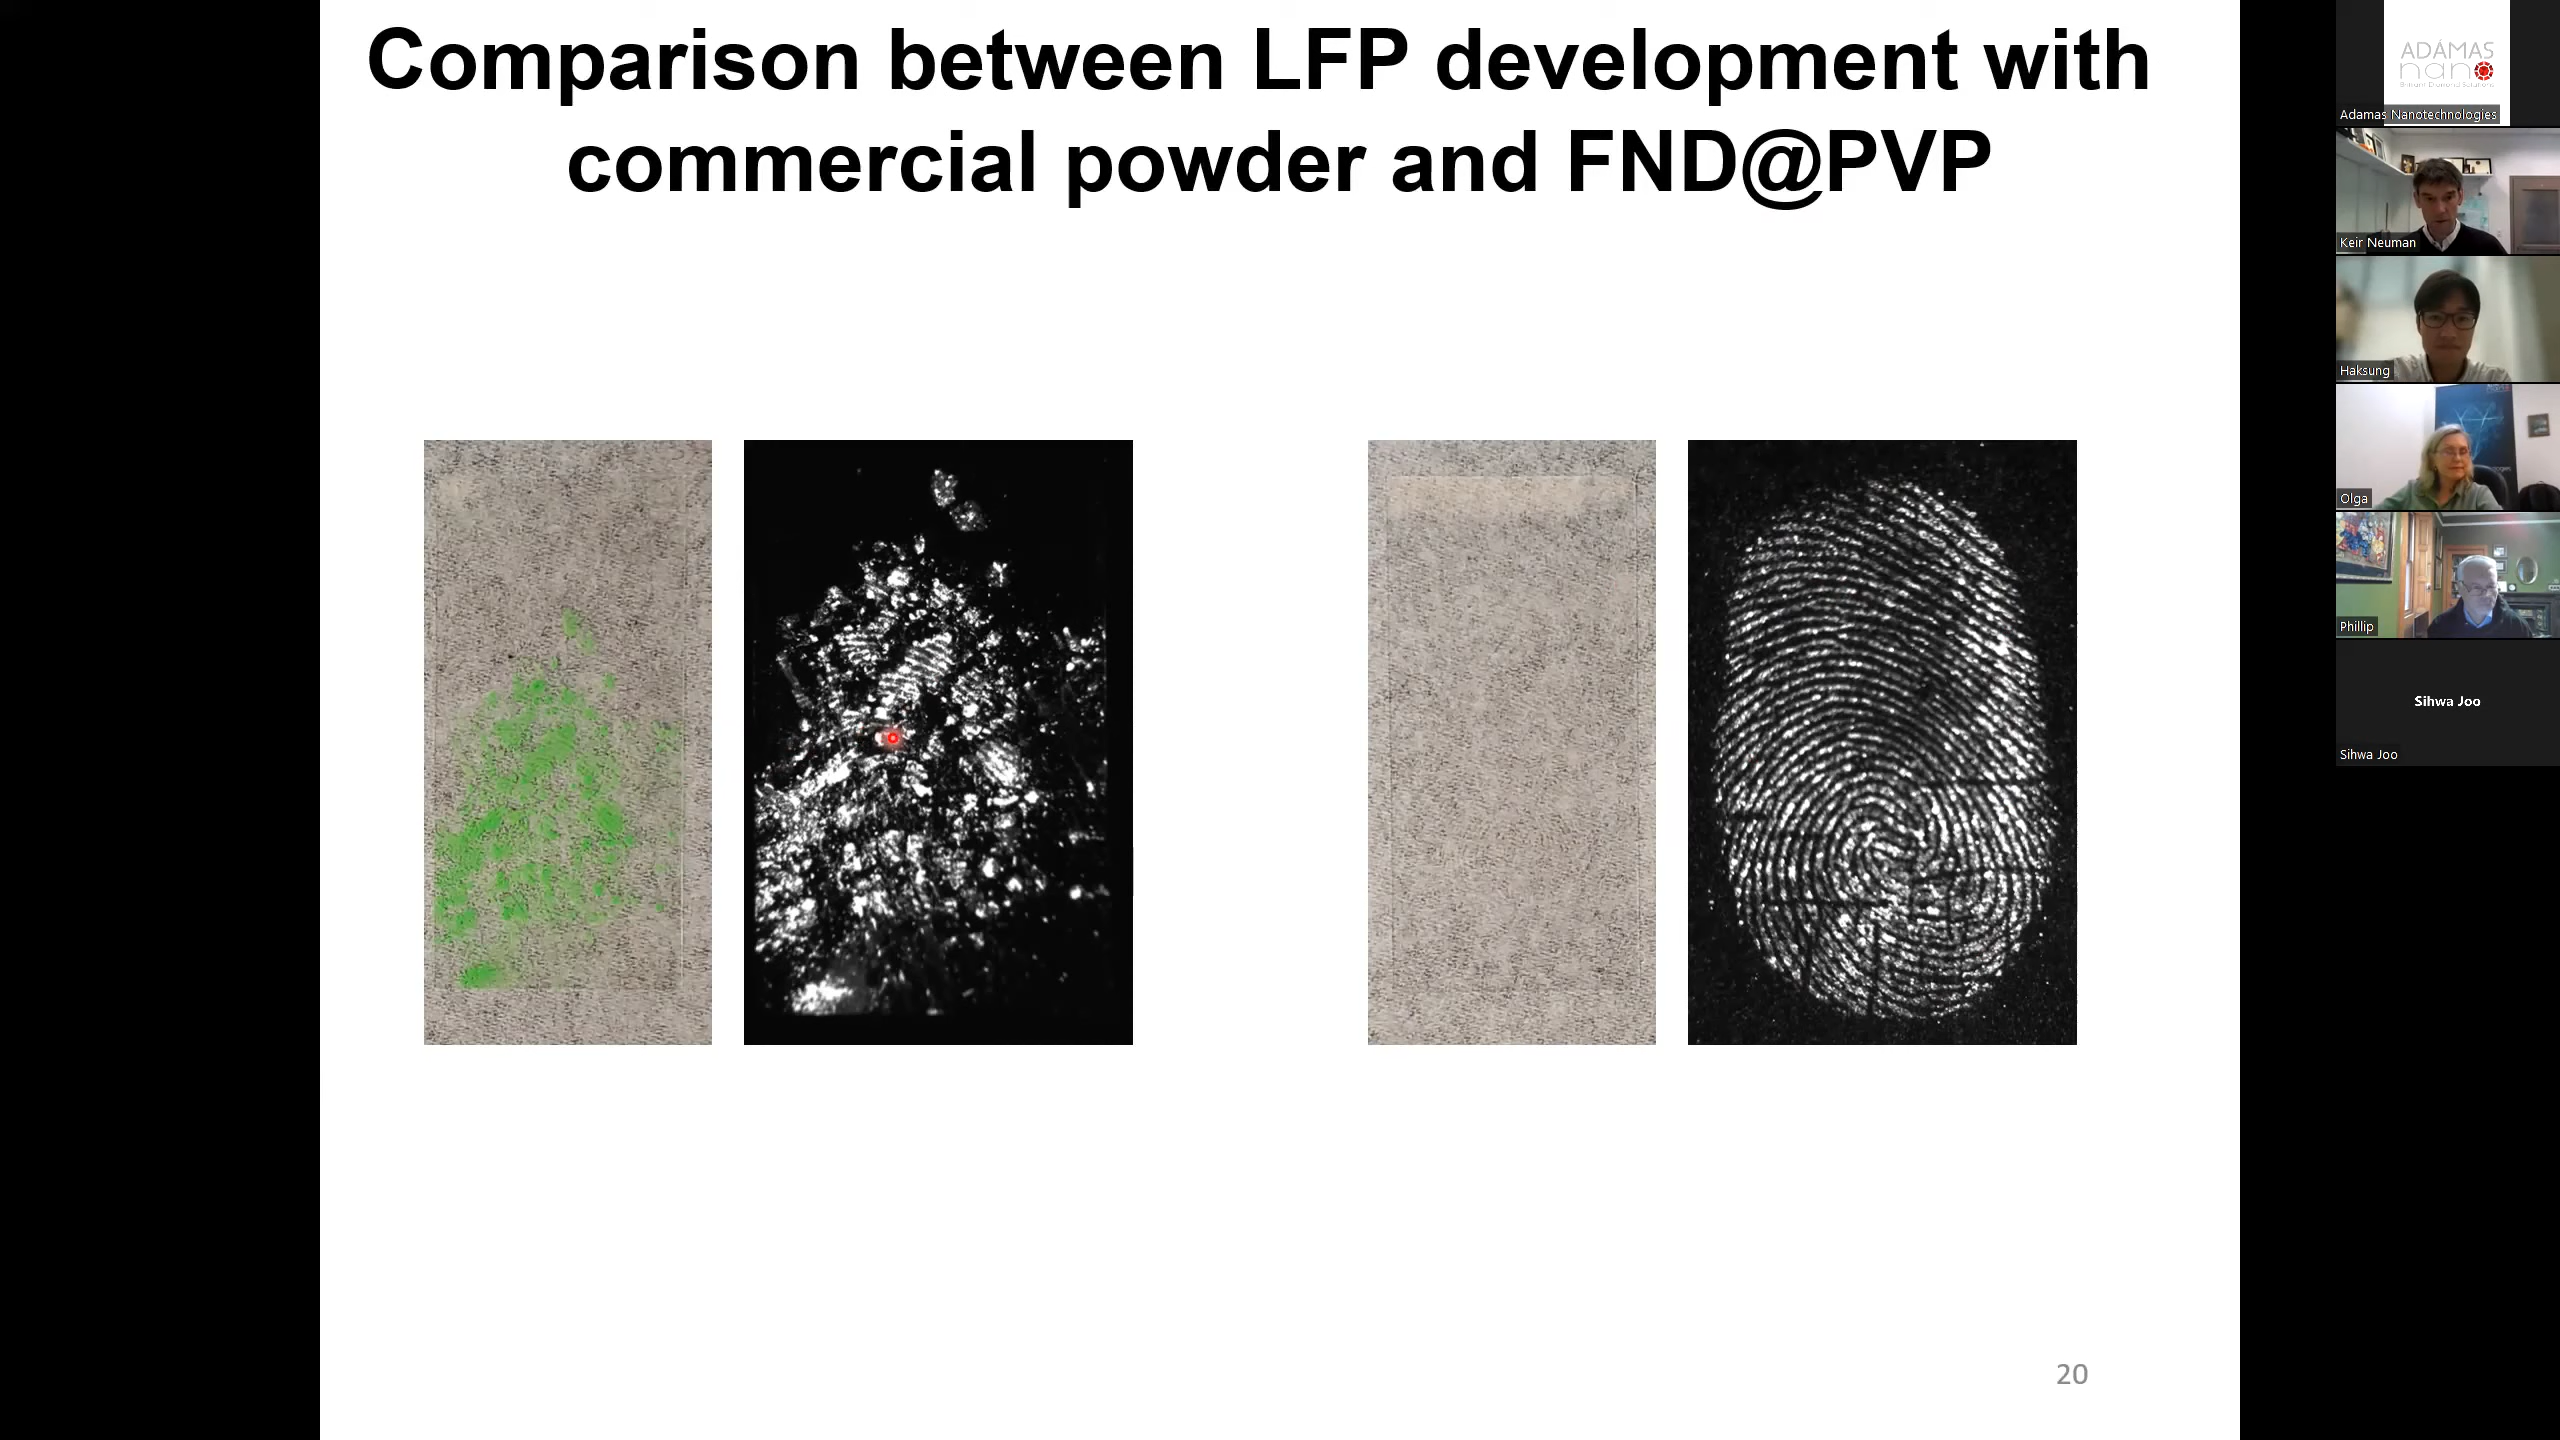 Comparison between LFP development with
commercial powder and FND@PVP
20
ADÁMAS
nano
Adamas Nanotechnologies
Keir Neuman
Haksung
Olga
Phillip
Sihwa Joo
Sihwa Joo